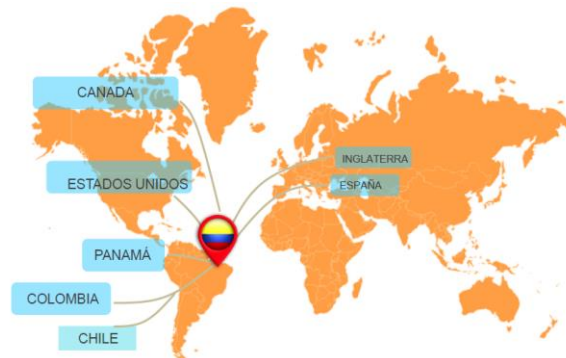 CANADA
INGLATERRA
ESTADOS UNIDOS
ESPAÑA
PANAMÁ
COLOMBIA
CHILE